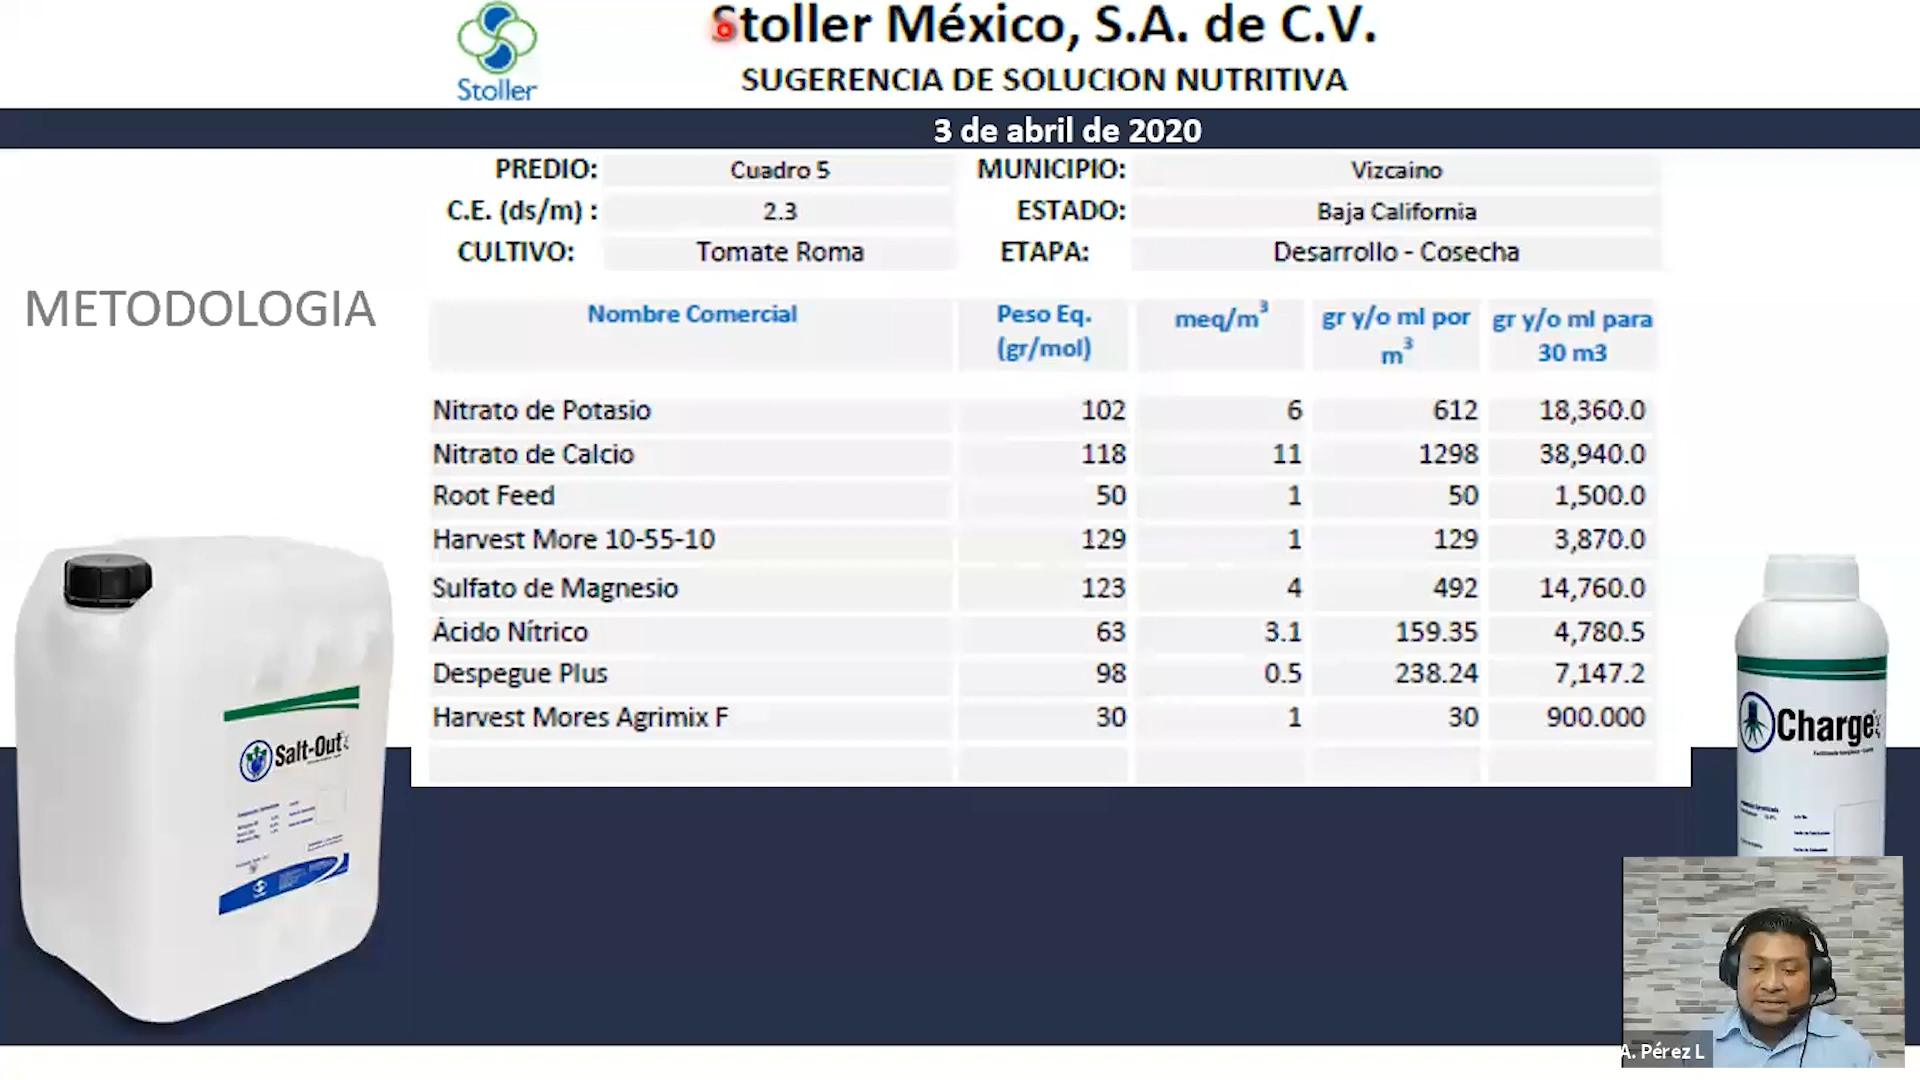 Stoller
Stoller México, S.A. de C.V.
SUGERENCIA DE SOLUCION NUTRITIVA
3 de abril de 2020
PREDIO: Cuadro 5 MUNICIPIO: Vizcaino
C.E. (ds/m) : 2.3 ESTADO: Baja California
CULTIVO: Tomate Roma ETAPA: Desarrollo - Cosecha
METODOLOGIA
Nombre Comercial Peso Eq. (gr/mol) meq/m³ gr y/o ml por m³ gr y/o ml para 30 m3
Nitrato de Potasio 102 6 612 18,360.0
Nitrato de Calcio 118 11 1298 38,940.0
Root Feed 50 1 50 1,500.0
Harvest More 10-55-10 129 1 129 3,870.0
Sulfato de Magnesio 123 4 492 14,760.0
Ácido Nítrico 63 3.1 159.35 4,780.5
Despegue Plus 98 0.5 238.24 7,147.2
Harvest Mores Agrimix F 30 1 30 900.000
Salt-Out
Charge
A. Pérez L